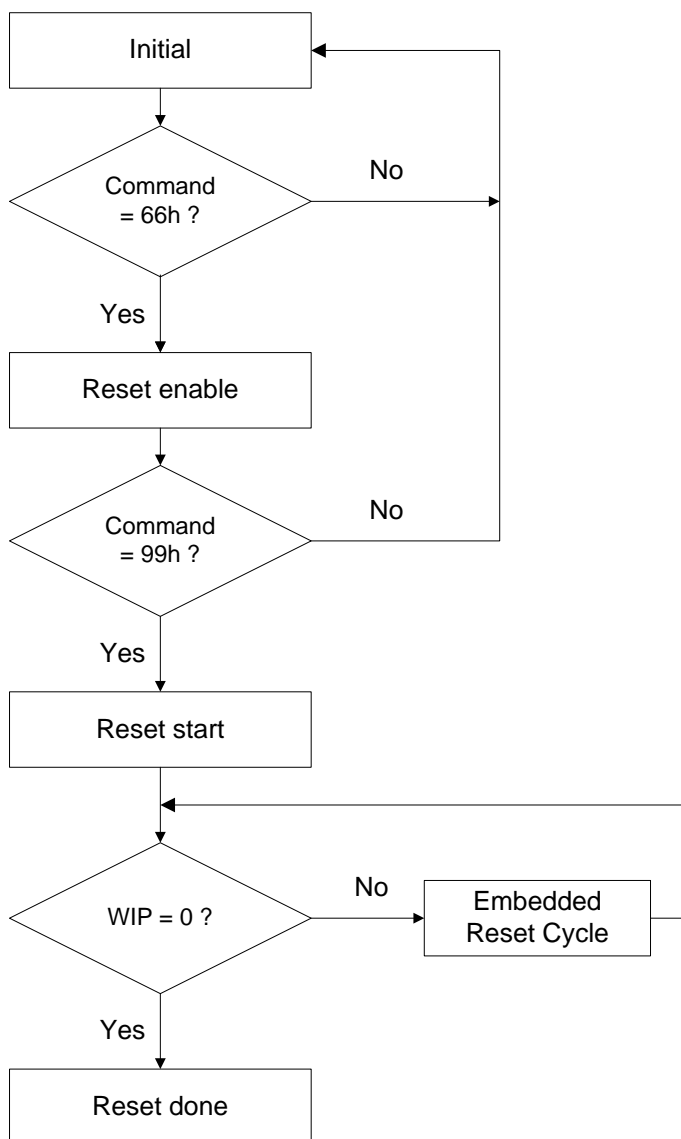 Initial
Command
= 66h ?
No
Yes
Reset enable
Command
= 99h ?
No
Yes
Reset start
WIP = 0 ?
No
Embedded
Reset Cycle
Yes
Reset done